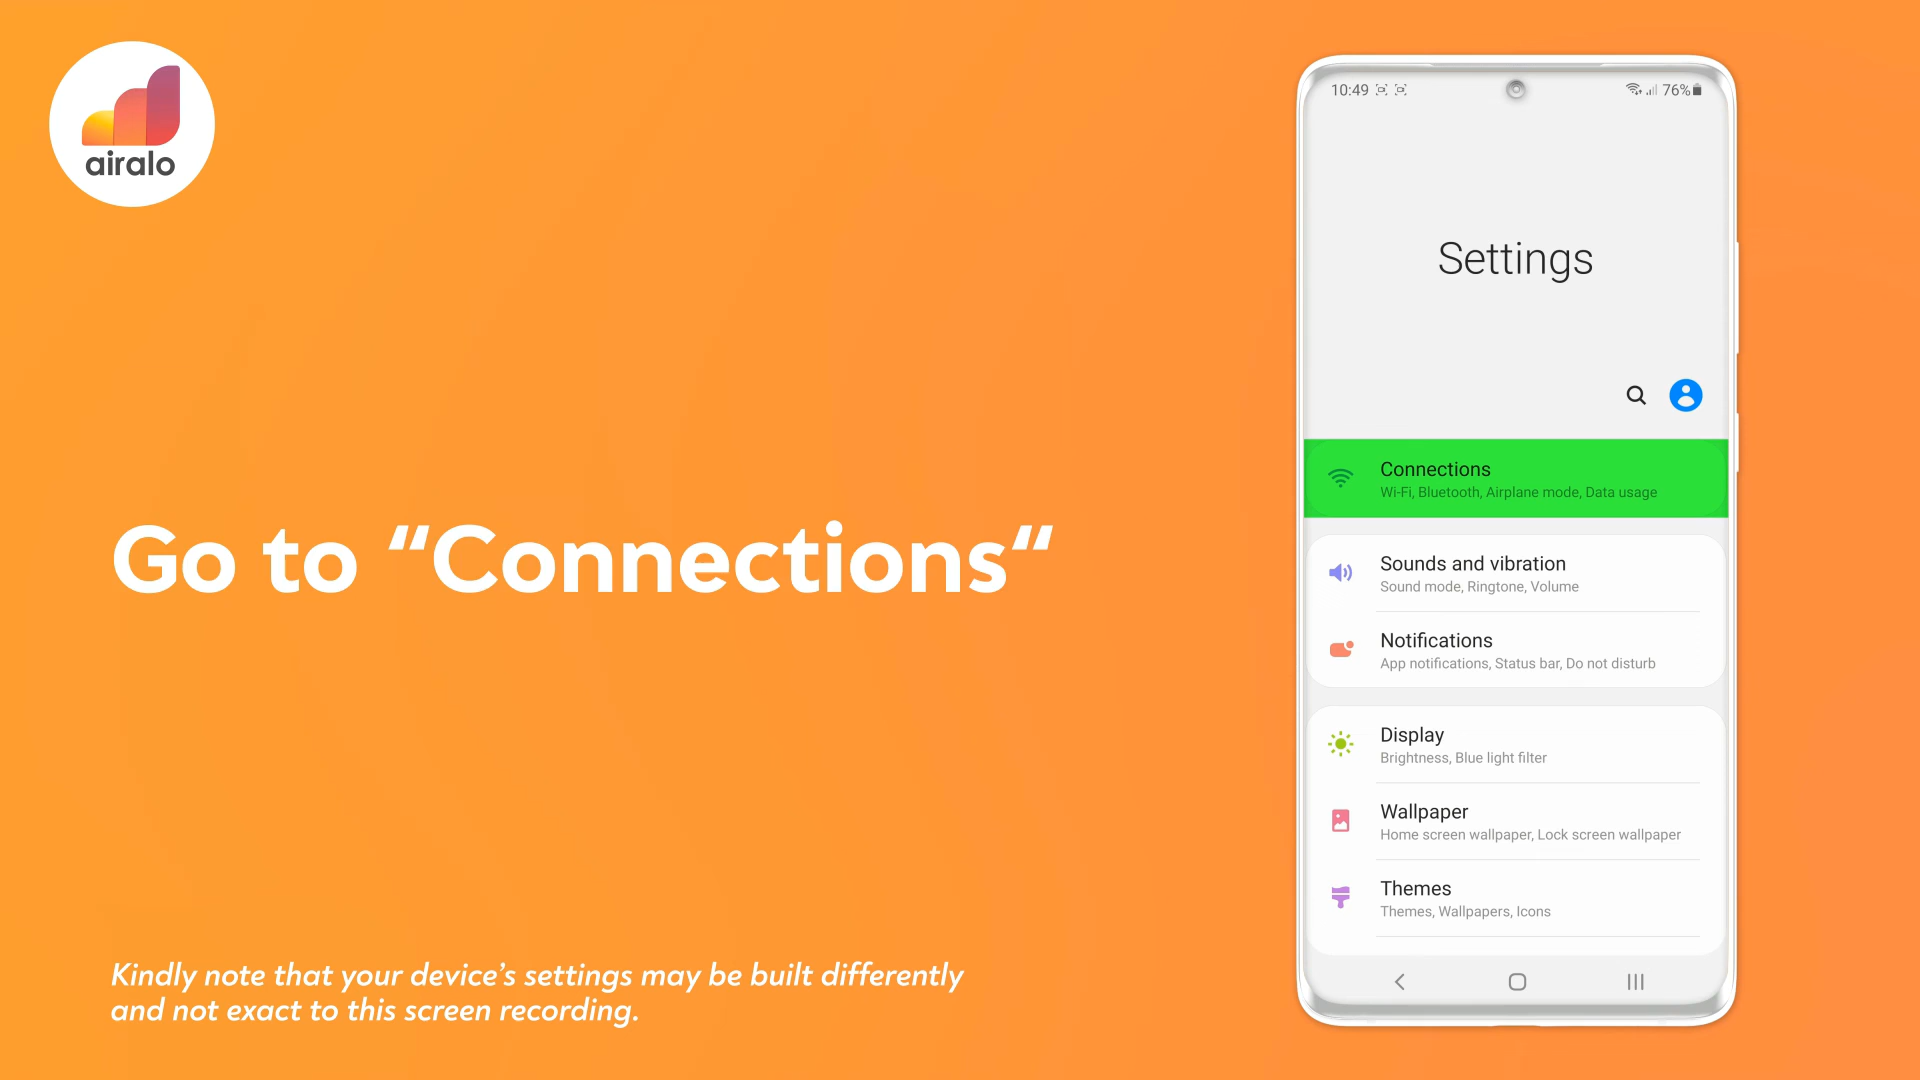 airalo
Go to “Connections“
Kindly note that your device’s settings may be built differently
and not exact to this screen recording.
10:49
76%
Settings
Connections
Wi-Fi, Bluetooth, Airplane mode, Data usage
Sounds and vibration
Sound mode, Ringtone, Volume
Notifications
App notifications, Status bar, Do not disturb
Display
Brightness, Blue light filter
Wallpaper
Home screen wallpaper, Lock screen wallpaper
Themes
Themes, Wallpapers, Icons